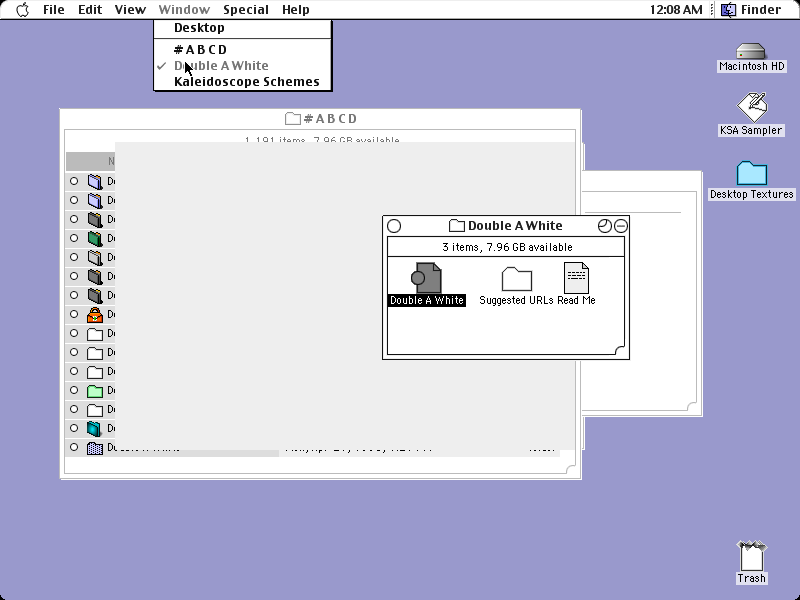 File Edit View Window Special Help 12:08 AM Finder
Desktop
# A B C D
Double A White
Kaleidoscope Schemes
Macintosh HD
KSA Sampler
Desktop Textures
# A B C D
1,191 items, 7.96 GB available
Double A White
3 items, 7.96 GB available
Double A White Suggested URLs Read Me
Trash